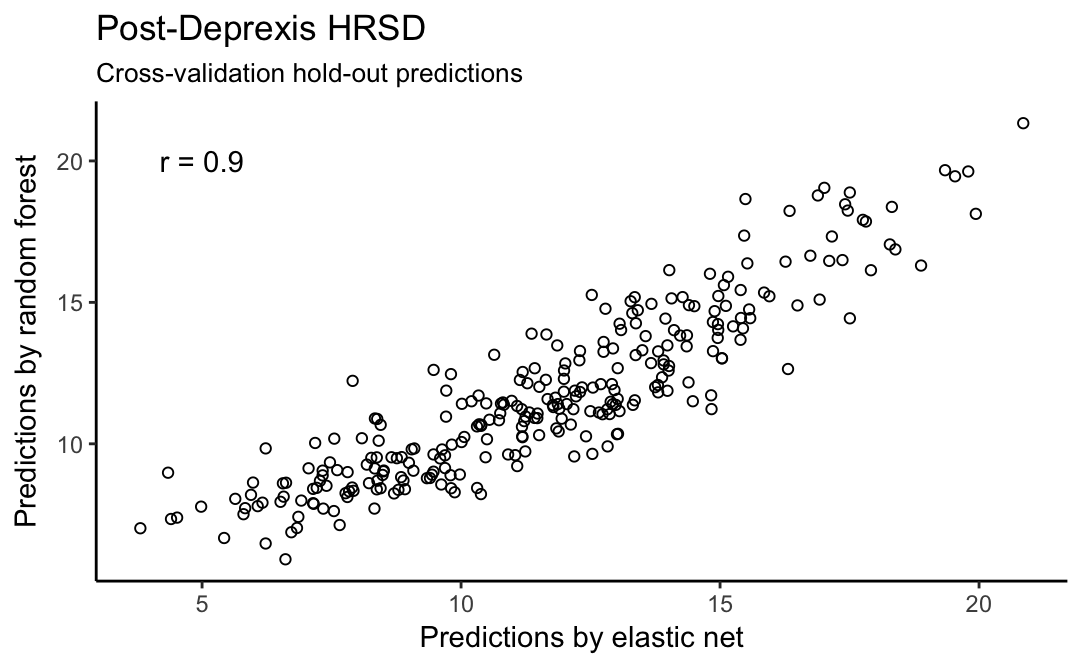 Post-Deprexis HRSD
Cross-validation hold-out predictions
r = 0.9
Predictions by random forest
20
15
10
5
10
15
20
Predictions by elastic net